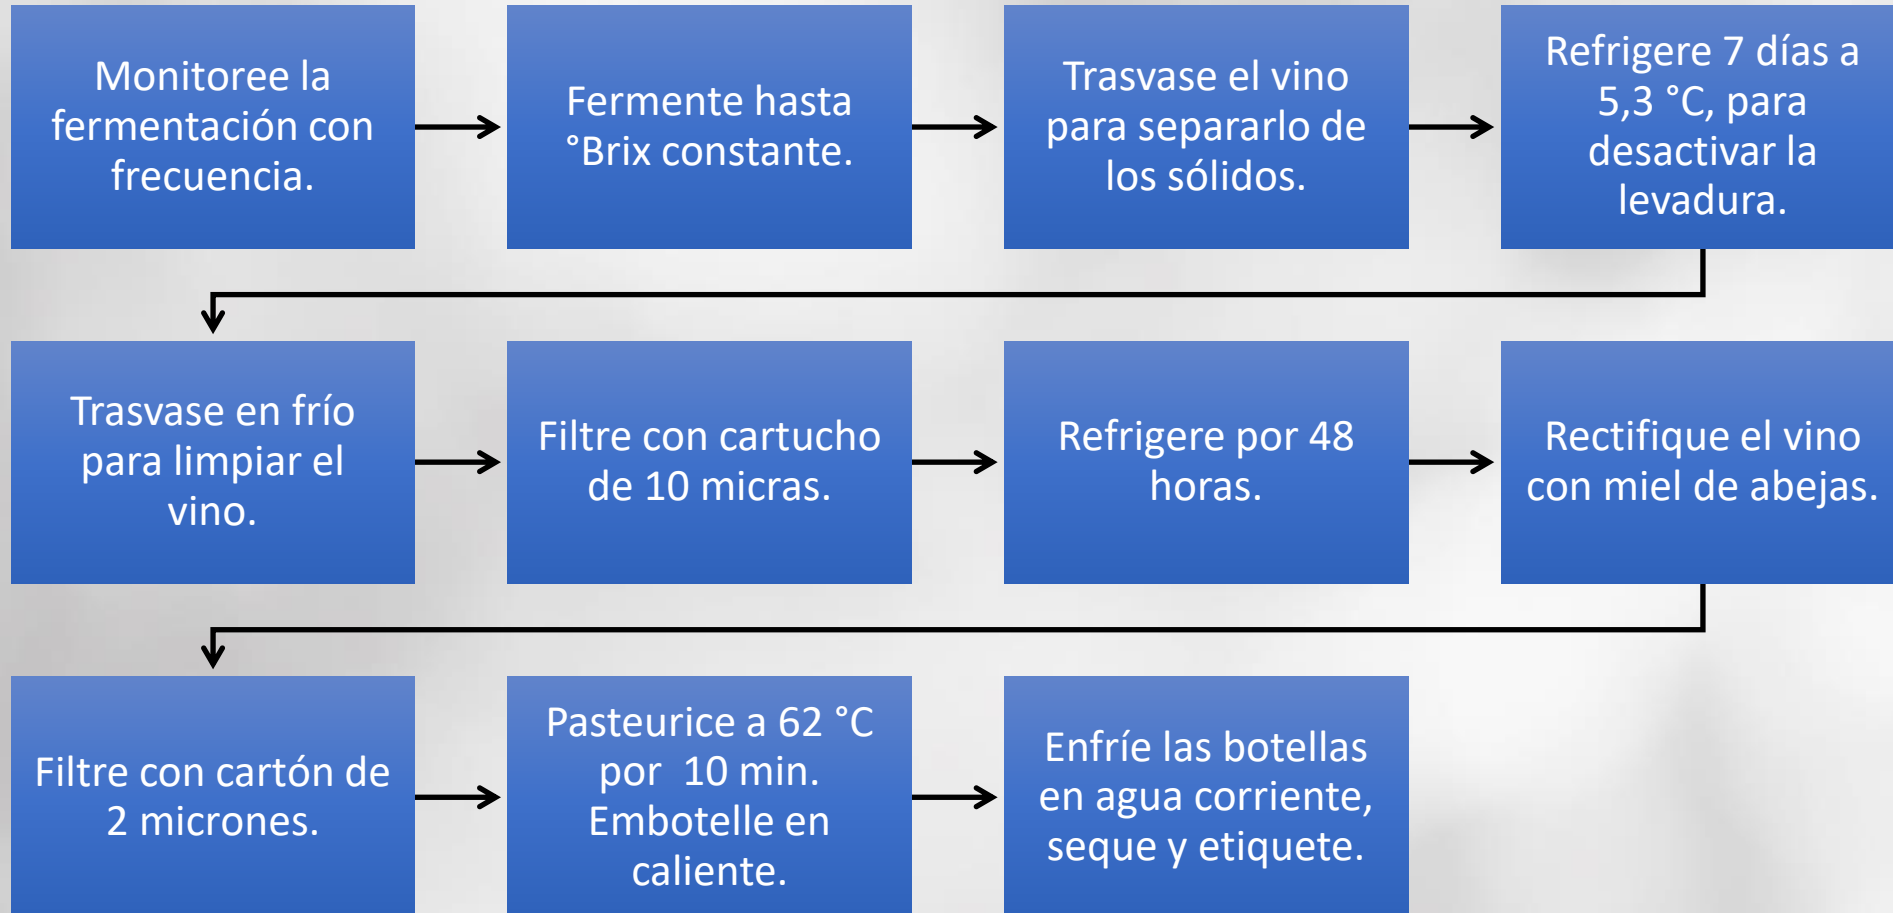 Monitoree la
fermentación con
frecuencia.
Fermente hasta
°Brix constante.
Trasvase el vino
para separarlo de
los sólidos.
Refrigere 7 días a
5,3 °C, para
desactivar la
levadura.
Trasvase en frío
para limpiar el
vino.
Filtre con cartucho
de 10 micras.
Refrigere por 48
horas.
Rectifique el vino
con miel de abejas.
Filtre con cartón de
2 micrones.
Pasteurice a 62 °C
por  10 min.
Embotelle en
caliente.
Enfríe las botellas
en agua corriente,
seque y etiquete.